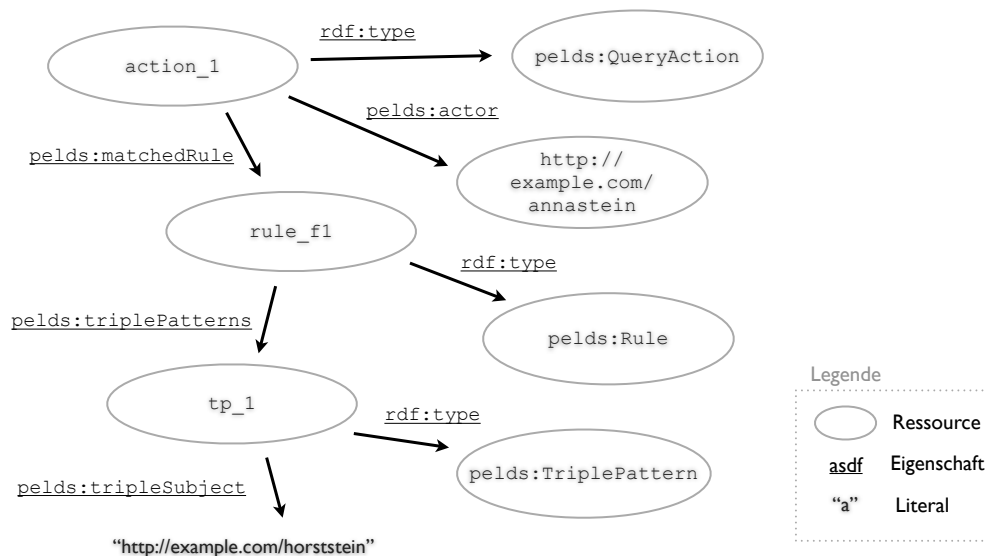 rdf:type
action_1
pelds:QueryAction
pelds:actor
pelds:matchedRule
http://
example.com/
annastein
rule_f1
rdf:type
pelds:triplePatterns
pelds:Rule
Legende
tp_1
rdf:type
Ressource
pelds:TriplePattern
asdf Eigenschaft
pelds:tripleSubject
“a” Literal
“http://example.com/horststein”